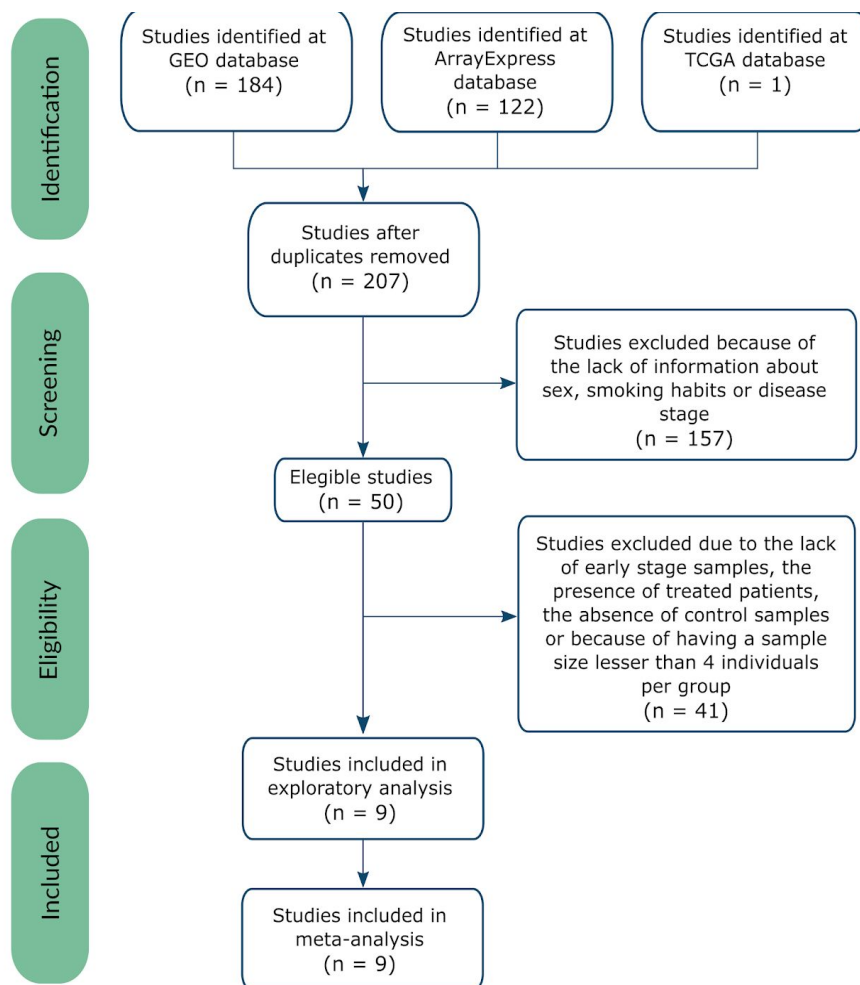 Identification
Studies identified at
GEO database
(n = 184)
Studies identified at
ArrayExpress
database
(n = 122)
Studies identified at
TCGA database
(n = 1)
Studies after
duplicates removed
(n = 207)
Screening
Studies excluded because of
the lack of information about
sex, smoking habits or disease
stage
(n = 157)
Elegible studies
(n = 50)
Eligibility
Studies excluded due to the lack
of early stage samples, the
presence of treated patients,
the absence of control samples
or because of having a sample
size lesser than 4 individuals
per group
(n = 41)
Studies included in
exploratory analysis
(n = 9)
Included
Studies included in
meta-analysis
(n = 9)